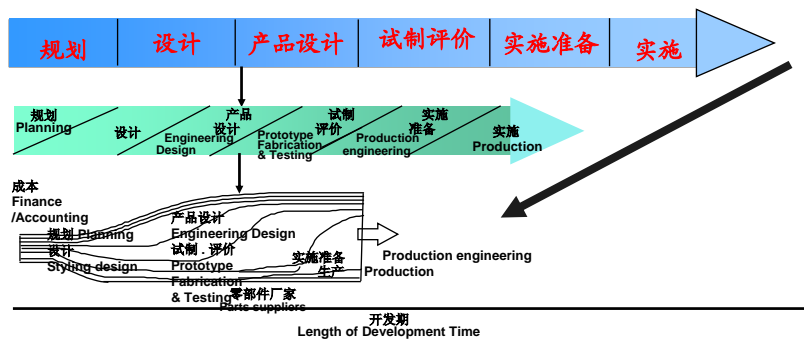 规划 设计 产品设计 试制评价 实施准备 实施
规划
Planning
设计
产品
设计
Engineering
Design
试制
评价
Prototype
Fabrication
& Testing
实施
准备
Production
engineering
实施
Production
成本
Finance
/Accounting
规划 Planning
设计
Styling design
产品设计
Engineering Design
试制 . 评价
Prototype
Fabrication
& Testing
实施准备
生产
Production engineering
Production
零部件厂家
Parts suppliers
开发期
Length of Development Time